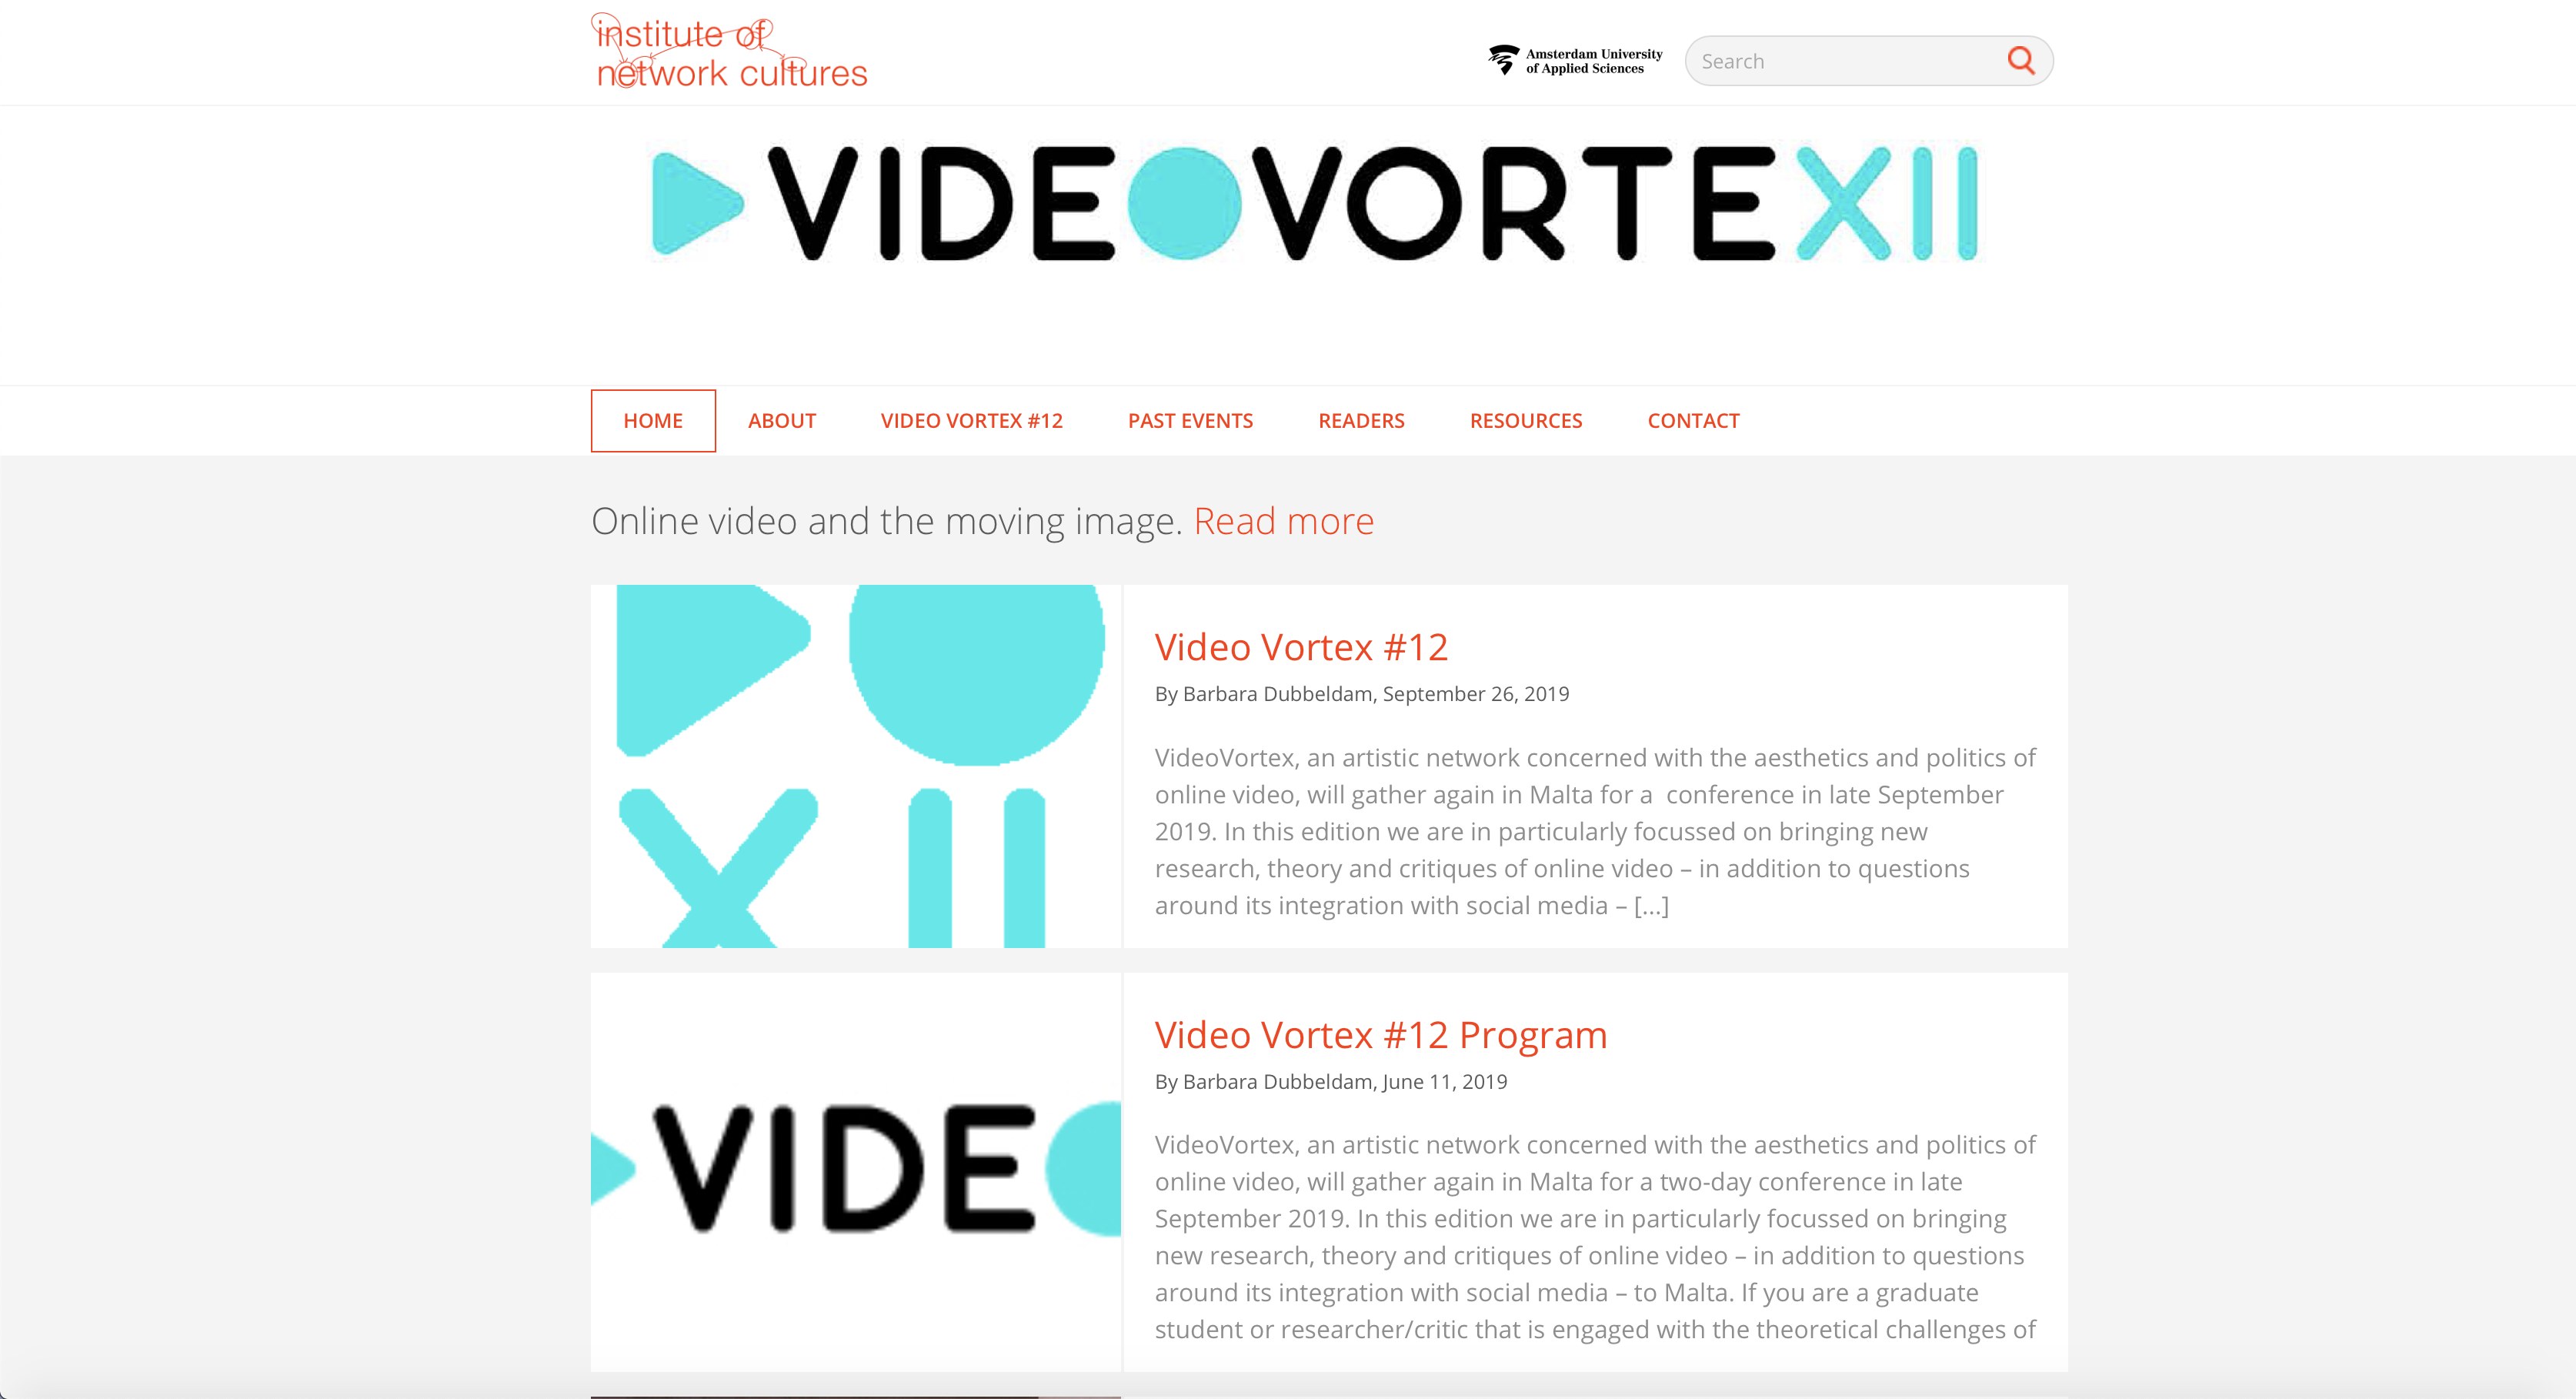 institute of
network cultures
Amsterdam University
of Applied Sciences
Search
VIDEOVORTEXII
HOME ABOUT VIDEO VORTEX #12 PAST EVENTS READERS RESOURCES CONTACT
Online video and the moving image. Read more
XII
Video Vortex #12
By Barbara Dubbeldam, September 26, 2019
VideoVortex, an artistic network concerned with the aesthetics and politics of
online video, will gather again in Malta for a  conference in late September
2019. In this edition we are in particularly focussed on bringing new
research, theory and critiques of online video – in addition to questions
around its integration with social media – [...]
VIDEO
Video Vortex #12 Program
By Barbara Dubbeldam, June 11, 2019
VideoVortex, an artistic network concerned with the aesthetics and politics of
online video, will gather again in Malta for a two-day conference in late
September 2019. In this edition we are in particularly focussed on bringing
new research, theory and critiques of online video – in addition to questions
around its integration with social media – to Malta. If you are a graduate
student or researcher/critic that is engaged with the theoretical challenges of